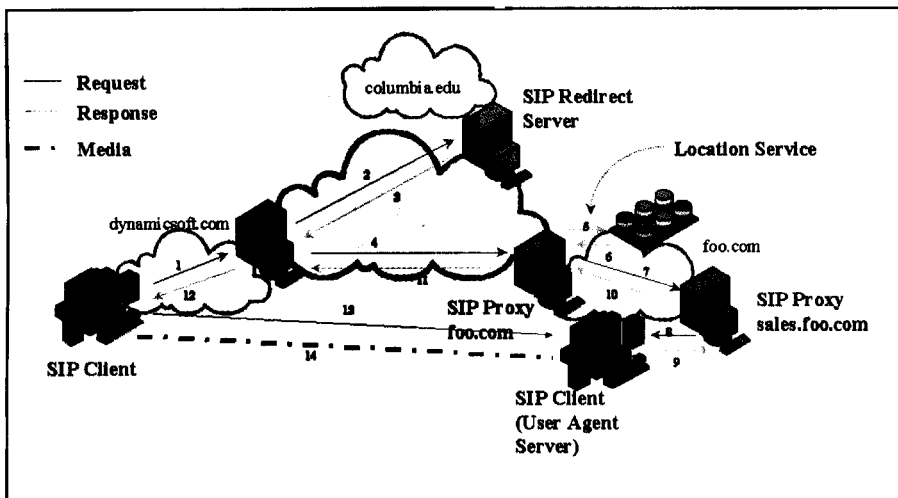 columbia.edu
Request
Response
Media
SIP Redirect
Server
Location Service
dynamicsoft.com
foo.com
1
2
3
4
5
6
7
8
9
10
11
12
13
14
SIP Proxy
foo.com
SIP Proxy
sales.foo.com
SIP Client
SIP Client
(User Agent
Server)